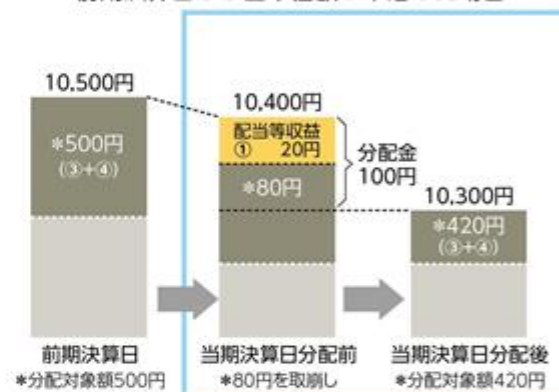 10,500円
*500円
(③+④)
10,400円
配当等収益
① 20円
*80円
分配金
100円
10,300円
*420円
(③+④)
前期決算日
*分配対象額500円
当期決算日分配前
*80円を取崩し
当期決算日分配後
*分配対象額420円